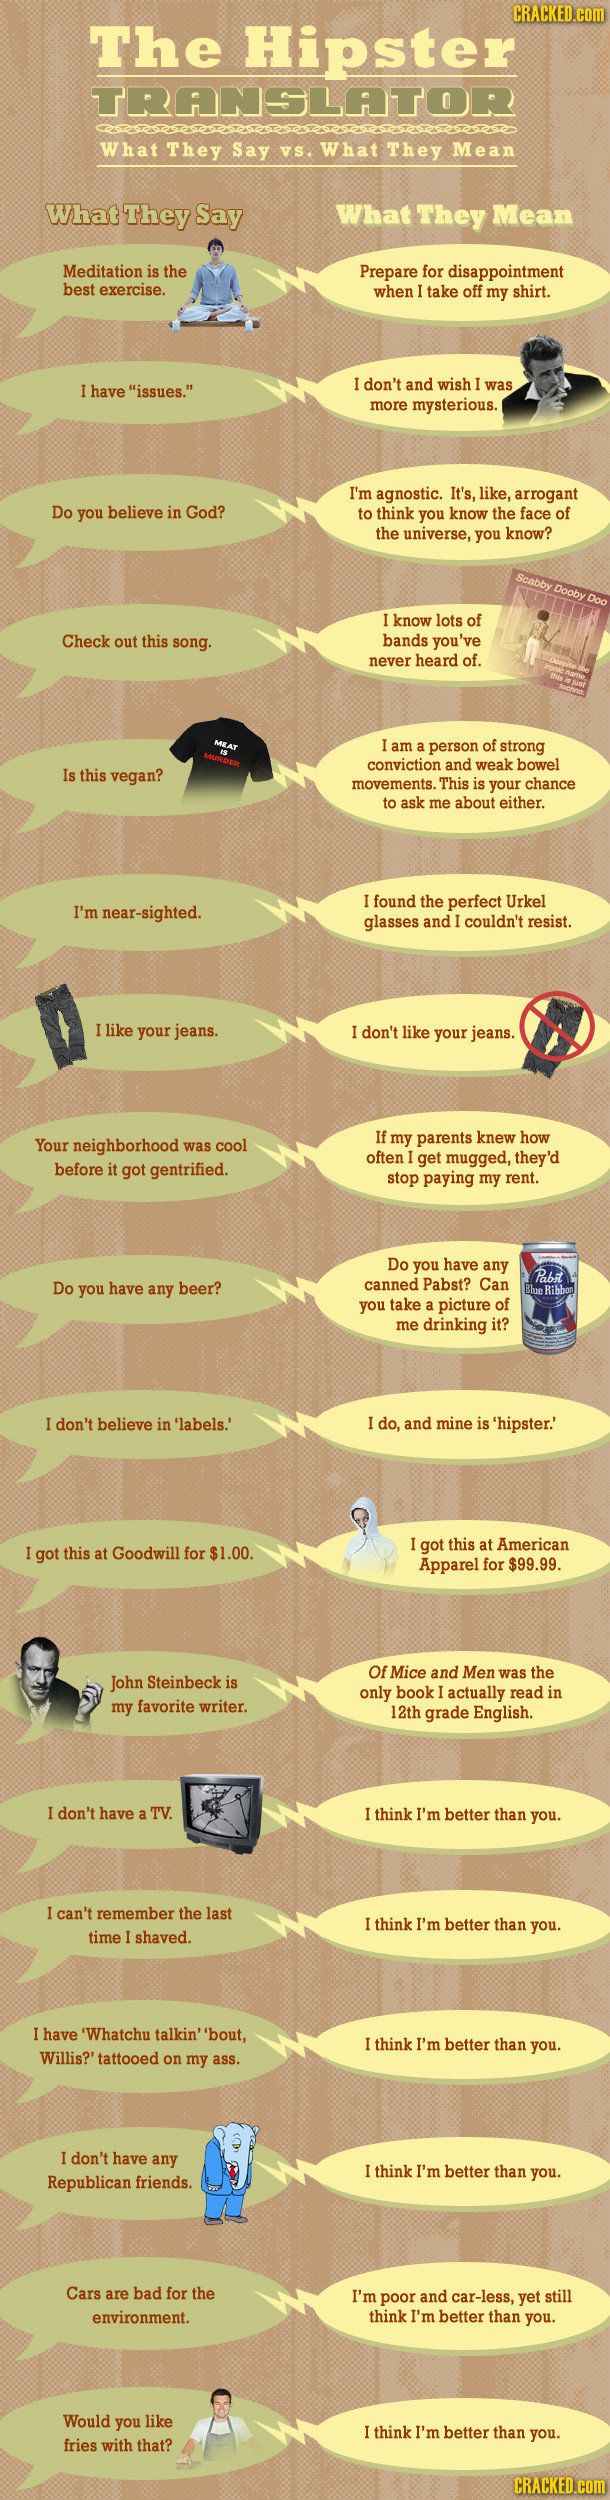 CRACKED.COM
The Hipster
TRANSLATOR
What They Say vs. What They Mean
What They Say
What They Mean
Meditation is the
best exercise.
Prepare for disappointment
when I take off my shirt.
I have "issues."
I don't and wish I was
more mysterious.
Do you believe in God?
I'm agnostic. It's, like, arrogant
to think you know the face of
the universe, you know?
Check out this song.
I know lots of
bands you've
never heard of.
Scabby Dooby Doo
Despite the
ironic name,
this is just
techno.
Is this vegan?
MEAT
IS
MURDER
I am a person of strong
conviction and weak bowel
movements. This is your chance
to ask me about either.
I'm near-sighted.
I found the perfect Urkel
glasses and I couldn't resist.
I like your jeans.
I don't like your jeans.
Your neighborhood was cool
before it got gentrified.
If my parents knew how
often I get mugged, they'd
stop paying my rent.
Do you have any beer?
Do you have any
canned Pabst? Can
you take a picture of
me drinking it?
Pabst
Blue Ribbon
I don't believe in 'labels.'
I do, and mine is 'hipster.'
I got this at Goodwill for $1.00.
I got this at American
Apparel for $99.99.
John Steinbeck is
my favorite writer.
Of Mice and Men was the
only book I actually read in
12th grade English.
I don't have a TV.
I think I'm better than you.
I can't remember the last
time I shaved.
I think I'm better than you.
I have 'Whatchu talkin' 'bout,
Willis?' tattooed on my ass.
I think I'm better than you.
I don't have any
Republican friends.
I think I'm better than you.
Cars are bad for the
environment.
I'm poor and car-less, yet still
think I'm better than you.
Would you like
fries with that?
I think I'm better than you.
CRACKED.COM